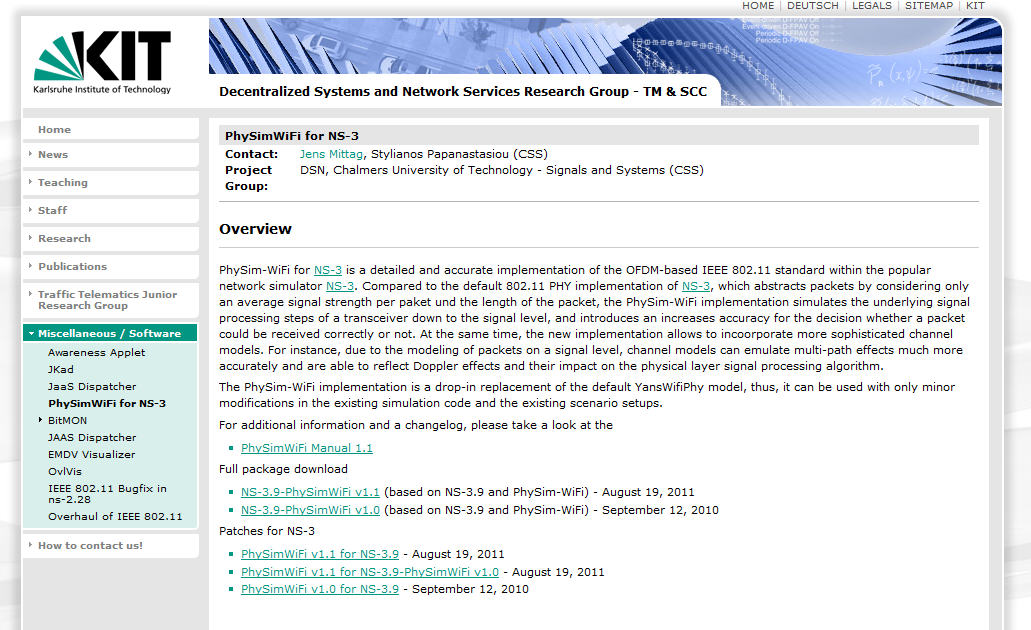 HOME | DEUTSCH | LEGALS | SITEMAP | KIT
KIT
Karlsruhe Institute of Technology
Periodic D-FPAV Off
Decentralized Systems and Network Services Research Group - TM & SCC
Home
News
Teaching
Staff
Research
Publications
Traffic Telematics Junior
Research Group
Miscellaneous / Software
Awareness Applet
JKad
JaaS Dispatcher
PhySimWiFi for NS-3
BitMON
JAAS Dispatcher
EMDV Visualizer
OvlVis
IEEE 802.11 Bugfix in
ns-2.28
Overhaul of IEEE 802.11
How to contact us!
PhySimWiFi for NS-3
Contact: Jens Mittag, Stylianos Papanastasiou (CSS)
Project DSN, Chalmers University of Technology - Signals and Systems (CSS)
Group:
Overview
PhySim-WiFi for NS-3 is a detailed and accurate implementation of the OFDM-based IEEE 802.11 standard within the popular
network simulator NS-3. Compared to the default 802.11 PHY implementation of NS-3, which abstracts packets by considering only
an average signal strength per paket und the length of the packet, the PhySim-WiFi implementation simulates the underlying signal
processing steps of a transceiver down to the signal level, and introduces an increases accuracy for the decision whether a packet
could be received correctly or not. At the same time, the new implementation allows to incoorporate more sophisticated channel
models. For instance, due to the modeling of packets on a signal level, channel models can emulate multi-path effects much more
accurately and are able to reflect Doppler effects and their impact on the physical layer signal processing algorithm.
The PhySim-WiFi implementation is a drop-in replacement of the default YansWifiPhy model, thus, it can be used with only minor
modifications in the existing simulation code and the existing scenario setups.
For additional information and a changelog, please take a look at the
PhySimWiFi Manual 1.1
Full package download
NS-3.9-PhySimWiFi v1.1 (based on NS-3.9 and PhySim-WiFi) - August 19, 2011
NS-3.9-PhySimWiFi v1.0 (based on NS-3.9 and PhySim-WiFi) - September 12, 2010
Patches for NS-3
PhySimWiFi v1.1 for NS-3.9 - August 19, 2011
PhySimWiFi v1.1 for NS-3.9-PhySimWiFi v1.0 - August 19, 2011
PhySimWiFi v1.0 for NS-3.9 - September 12, 2010